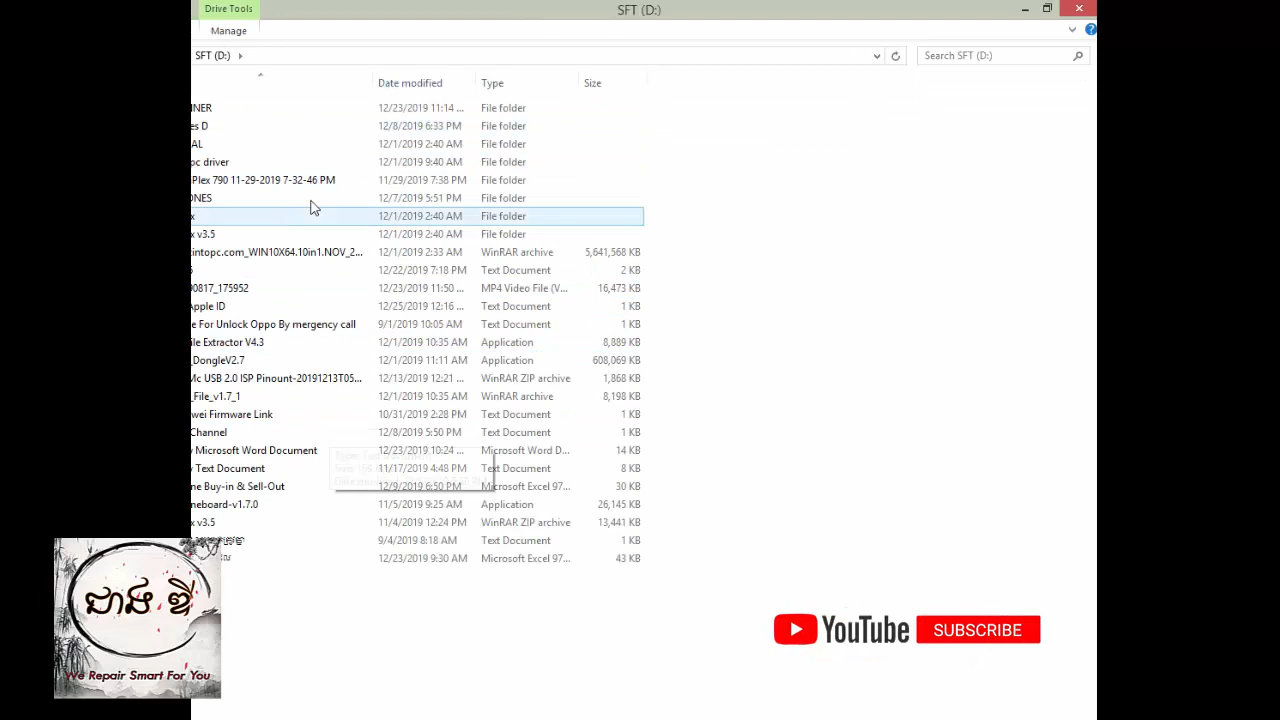 Drive Tools
SFT (D:)
Manage
SFT (D:)
Search SFT (D:)
Date modified Type Size
INER 12/23/2019 11:14 ... File folder
es D 12/8/2019 6:33 PM File folder
AL 12/1/2019 2:40 AM File folder
oc driver 12/1/2019 9:40 AM File folder
Plex 790 11-29-2019 7-32-46 PM 11/29/2019 7:38 PM File folder
ONES 12/7/2019 5:51 PM File folder
x 12/1/2019 2:40 AM File folder
x v3.5 12/1/2019 2:40 AM File folder
intopc.com_WIN10X64.10in1.NOV_2... 12/1/2019 2:33 AM WinRAR archive 5,641,568 KB
12/22/2019 7:18 PM Text Document 2 KB
90817_175952 12/23/2019 11:50 ... MP4 Video File (V... 16,473 KB
Apple ID 12/25/2019 12:16 ... Text Document 1 KB
e For Unlock Oppo By mergency call 9/1/2019 10:05 AM Text Document 1 KB
ile Extractor V4.3 12/1/2019 10:35 AM Application 8,889 KB
_DongleV2.7 12/1/2019 11:11 AM Application 608,069 KB
Mc USB 2.0 ISP Pinout-20191213T05... 12/13/2019 12:21 ... WinRAR ZIP archive 1,868 KB
_File_v1.7_1 12/1/2019 10:35 AM WinRAR archive 8,198 KB
wei Firmware Link 10/31/2019 2:28 PM Text Document 1 KB
Channel 12/8/2019 5:50 PM Text Document 1 KB
Microsoft Word Document 12/23/2019 10:24 ... Microsoft Word D... 14 KB
Text Document 11/17/2019 4:48 PM Text Document 8 KB
ne Buy-in & Sell-Out 12/9/2019 6:50 PM Microsoft Excel 97... 30 KB
neboard-v1.7.0 11/5/2019 9:25 AM Application 26,145 KB
x v3.5 11/4/2019 12:24 PM WinRAR ZIP archive 13,441 KB
9/4/2019 8:18 AM Text Document 1 KB
12/23/2019 9:30 AM Microsoft Excel 97... 43 KB
ជាង ឌី
We Repair Smart For You
YouTube SUBSCRIBE